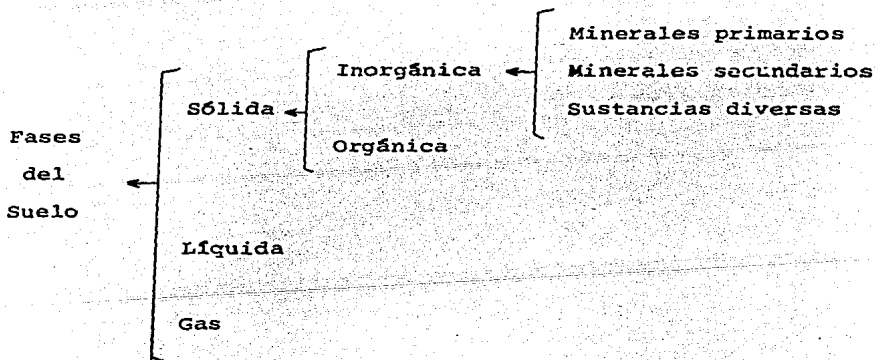 Minerales primarios
Inorgánica
Minerales secundarios
Sólida
Sustancias diversas
Fases
Orgánica
del
Suelo
Líquida
Gas